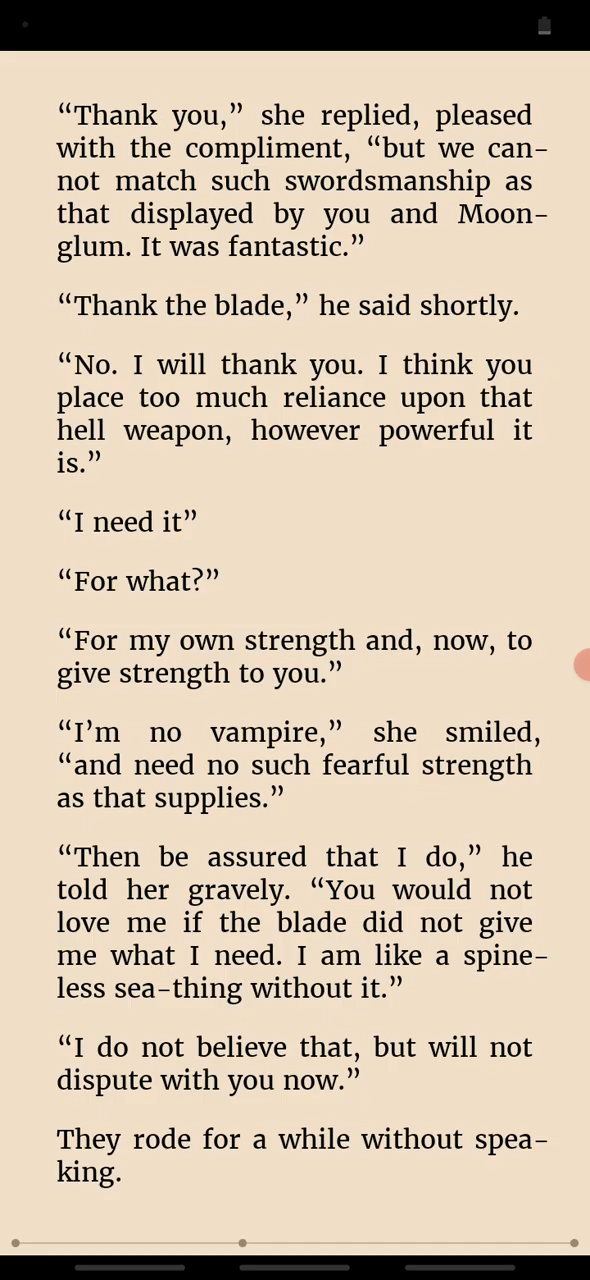 “Thank you,” she replied, pleased
with the compliment, “but we can-
not match such swordsmanship as
that displayed by you and Moon-
glum. It was fantastic.”
“Thank the blade,” he said shortly.
“No. I will thank you. I think you
place too much reliance upon that
hell weapon, however powerful it
is.”
“I need it”
“For what?”
“For my own strength and, now, to
give strength to you.”
“I’m no vampire,” she smiled,
“and need no such fearful strength
as that supplies.”
“Then be assured that I do,” he
told her gravely. “You would not
love me if the blade did not give
me what I need. I am like a spine-
less sea-thing without it.”
“I do not believe that, but will not
dispute with you now.”
They rode for a while without spea-
king.